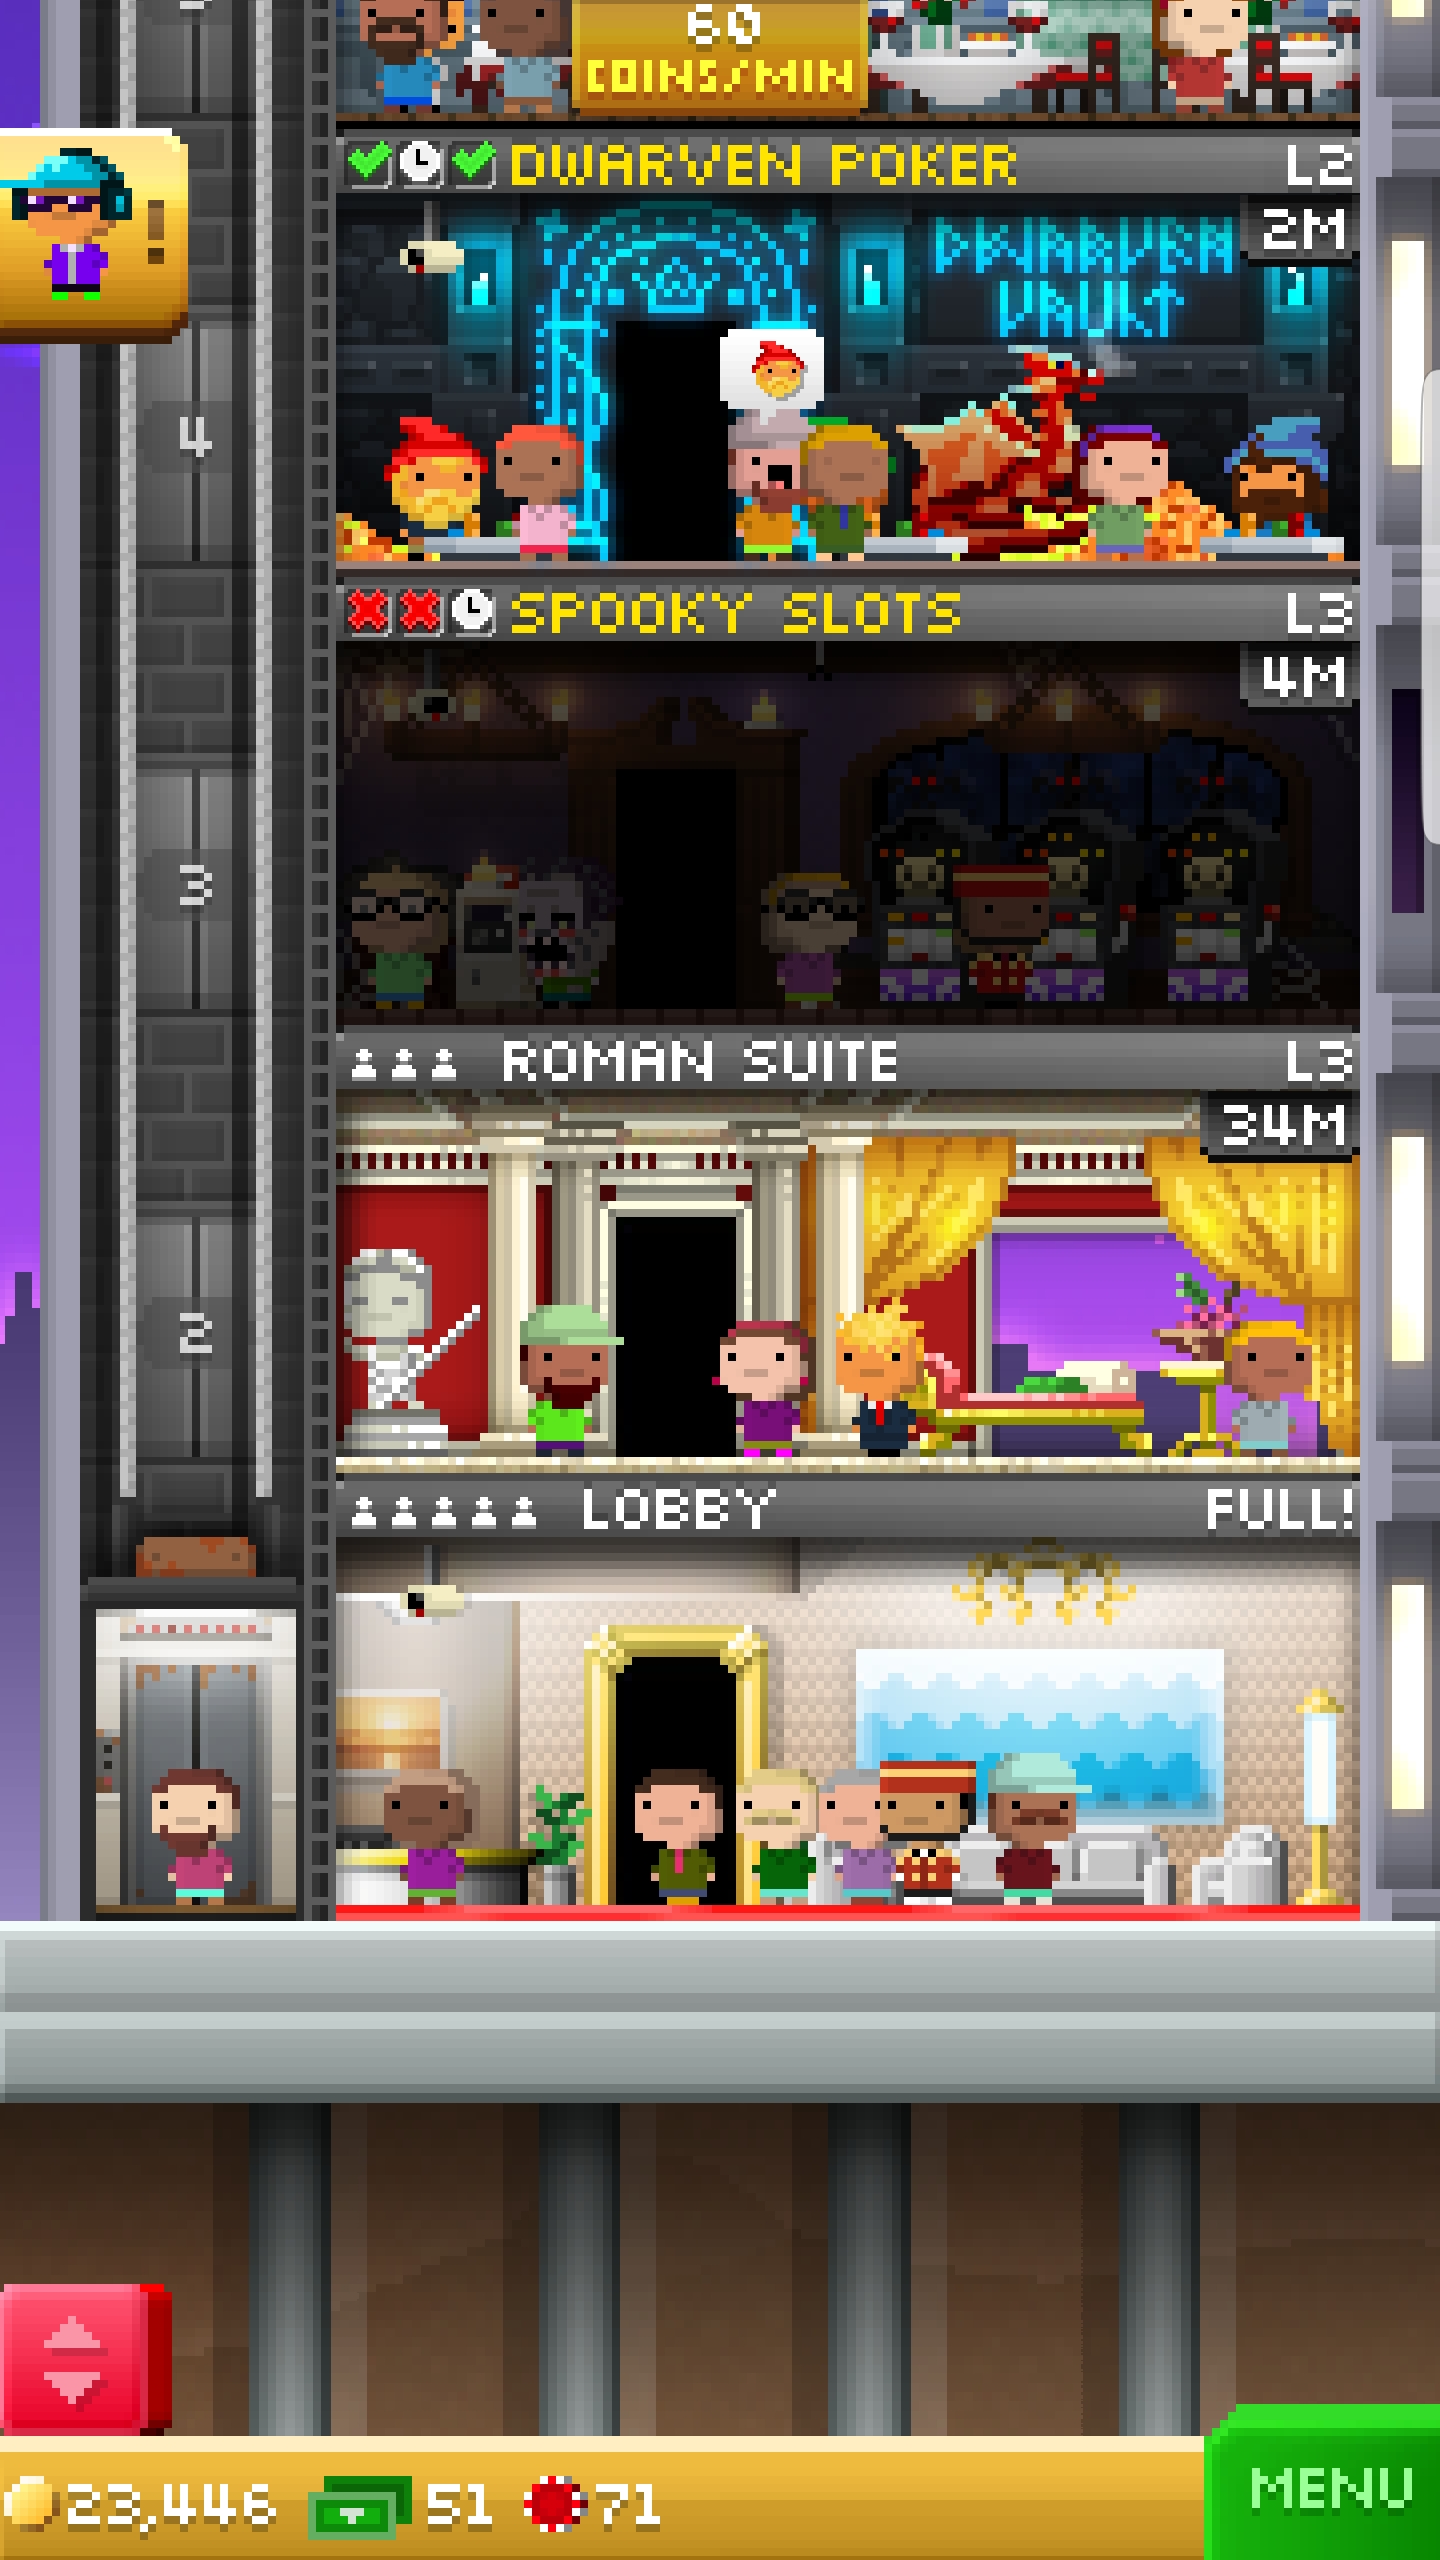 60
COINS/MIN
DWARVEN POKER L2
2M
DWARVEN
VAULT
4
SPOOKY SLOTS L3
4M
3
ROMAN SUITE L3
34M
2
LOBBY FULL!
23,446 51 71
MENU